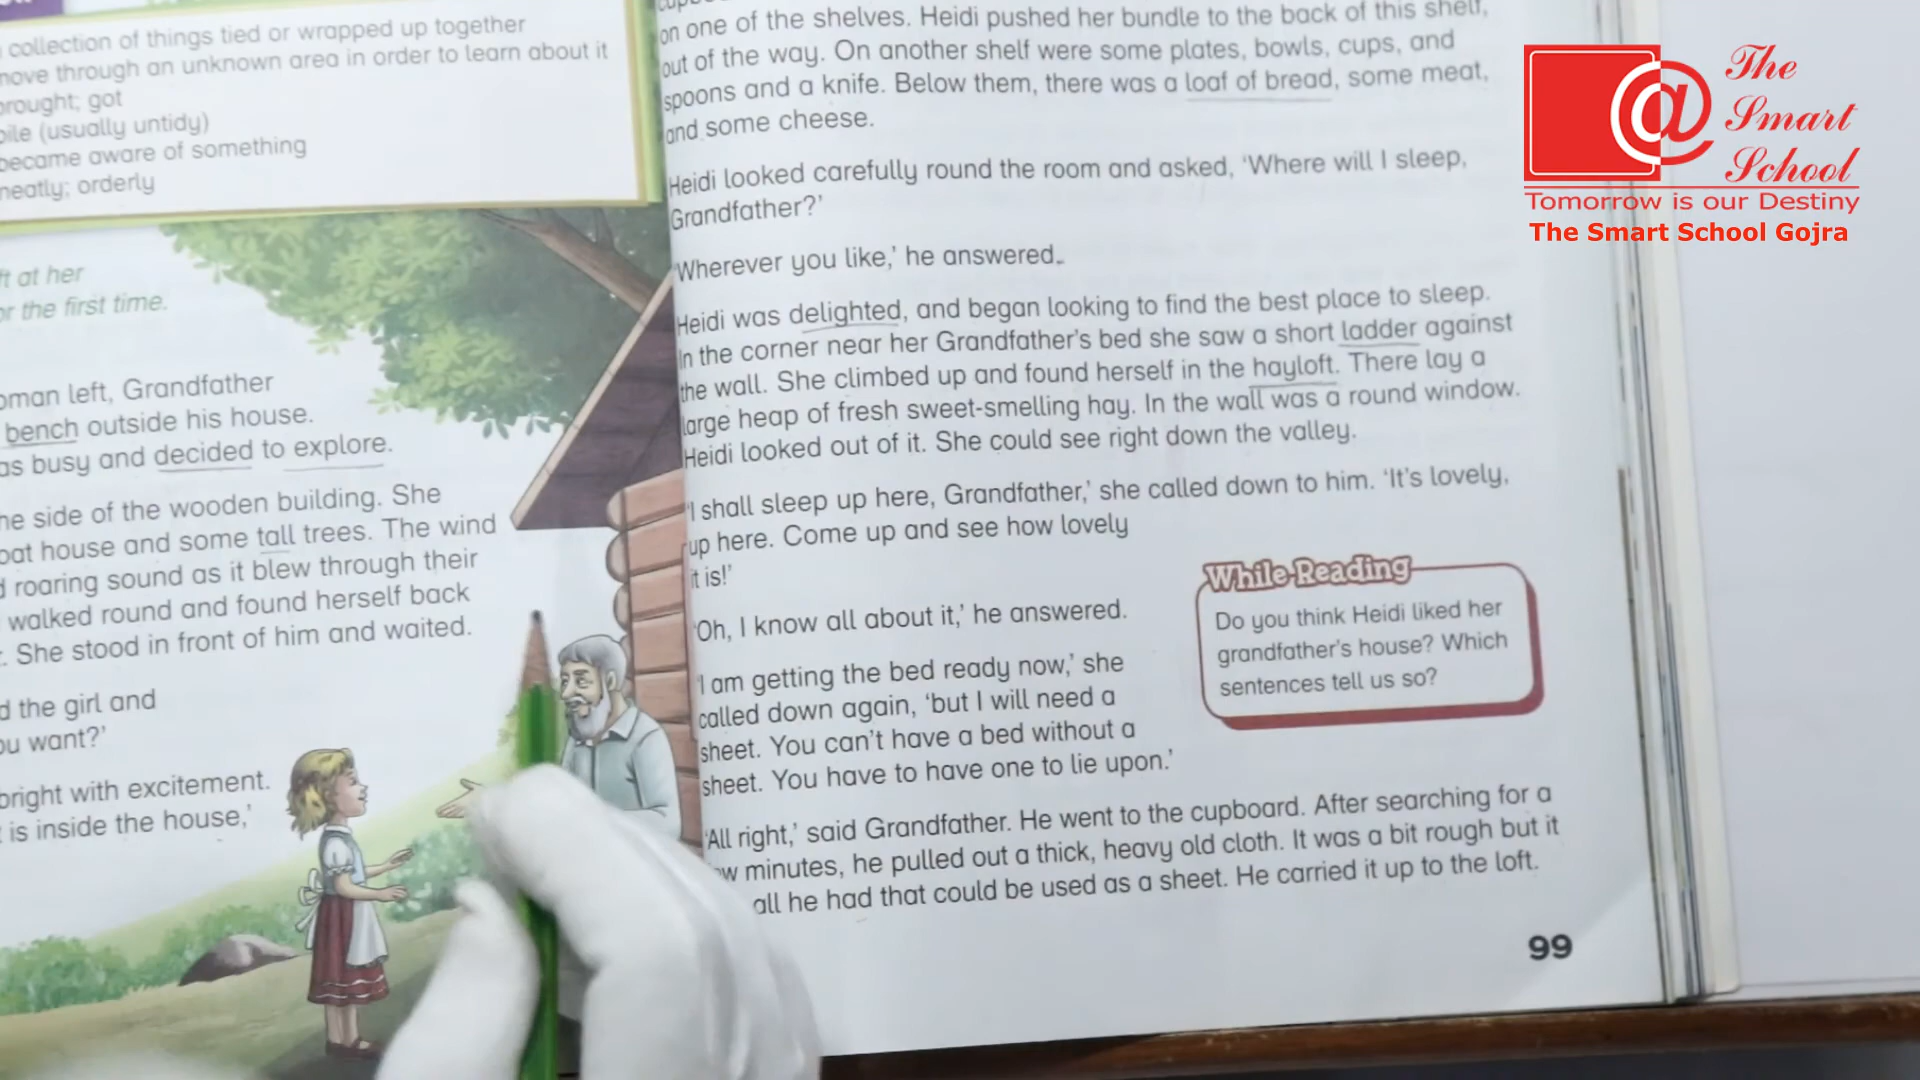 collection of things tied or wrapped up together
move through an unknown area in order to learn about it
brought; got
pile (usually untidy)
became aware of something
neatly; orderly
at her
the first time.
left, Grandfather
bench outside his house.
busy and decided to explore.
side of the wooden building. She
house and some tall trees. The wind
roaring sound as it blew through their
walked round and found herself back
She stood in front of him and waited.
the girl and
want?’
bright with excitement.
is inside the house,’
on one of the shelves. Heidi pushed her bundle to the back of this shelf,
out of the way. On another shelf were some plates, bowls, cups, and
spoons and a knife. Below them, there was a loaf of bread, some meat,
and some cheese.
Heidi looked carefully round the room and asked, ‘Where will I sleep,
Grandfather?’
‘Wherever you like,’ he answered.
Heidi was delighted, and began looking to find the best place to sleep.
In the corner near her Grandfather’s bed she saw a short ladder against
the wall. She climbed up and found herself in the hayloft. There lay a
large heap of fresh sweet-smelling hay. In the wall was a round window.
Heidi looked out of it. She could see right down the valley.
‘I shall sleep up here, Grandfather,’ she called down to him. ‘It’s lovely,
up here. Come up and see how lovely
it is!’
‘Oh, I know all about it,’ he answered.
‘I am getting the bed ready now,’ she
called down again, ‘but I will need a
sheet. You can’t have a bed without a
sheet. You have to have one to lie upon.’
While Reading
Do you think Heidi liked her
grandfather’s house? Which
sentences tell us so?
‘All right,’ said Grandfather. He went to the cupboard. After searching for a
minutes, he pulled out a thick, heavy old cloth. It was a bit rough but it
all he had that could be used as a sheet. He carried it up to the loft.
99
@ The
Smart
School
Tomorrow is our Destiny
The Smart School Gojra